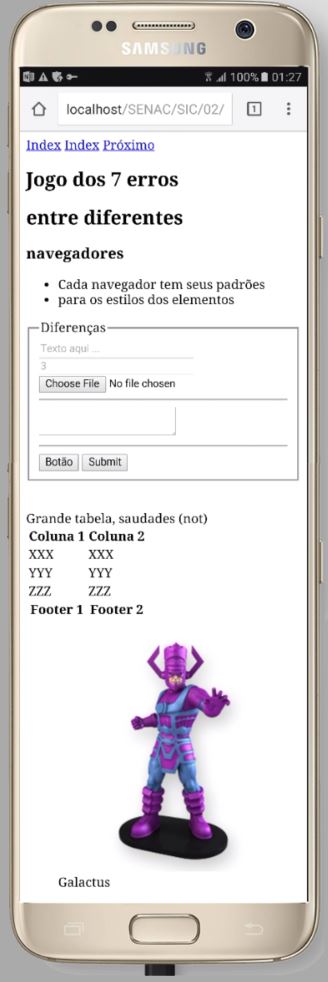 SAMSUNG
100% 01:27
localhost/SENAC/SIC/02/
1
Index Index Próximo
Jogo dos 7 erros
entre diferentes
navegadores
Cada navegador tem seus padrões
para os estilos dos elementos
Diferenças
Texto aqui ...
3
Choose File No file chosen
Botão Submit
Grande tabela, saudades (not)
Coluna 1 Coluna 2
XXX XXX
YYY YYY
ZZZ ZZZ
Footer 1 Footer 2
Galactus